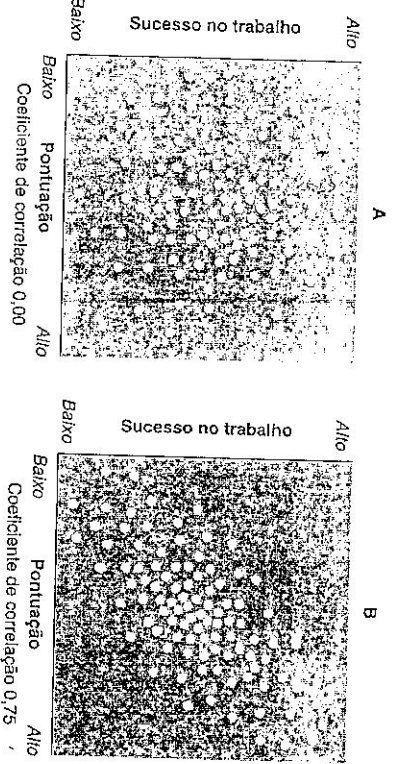 A
Alto
Sucesso no trabalho
Baixo
Baixo Pontuação Alto
Coeficiente de correlação 0,00
B
Alto
Sucesso no trabalho
Baixo
Baixo Pontuação Alto
Coeficiente de correlação 0,75